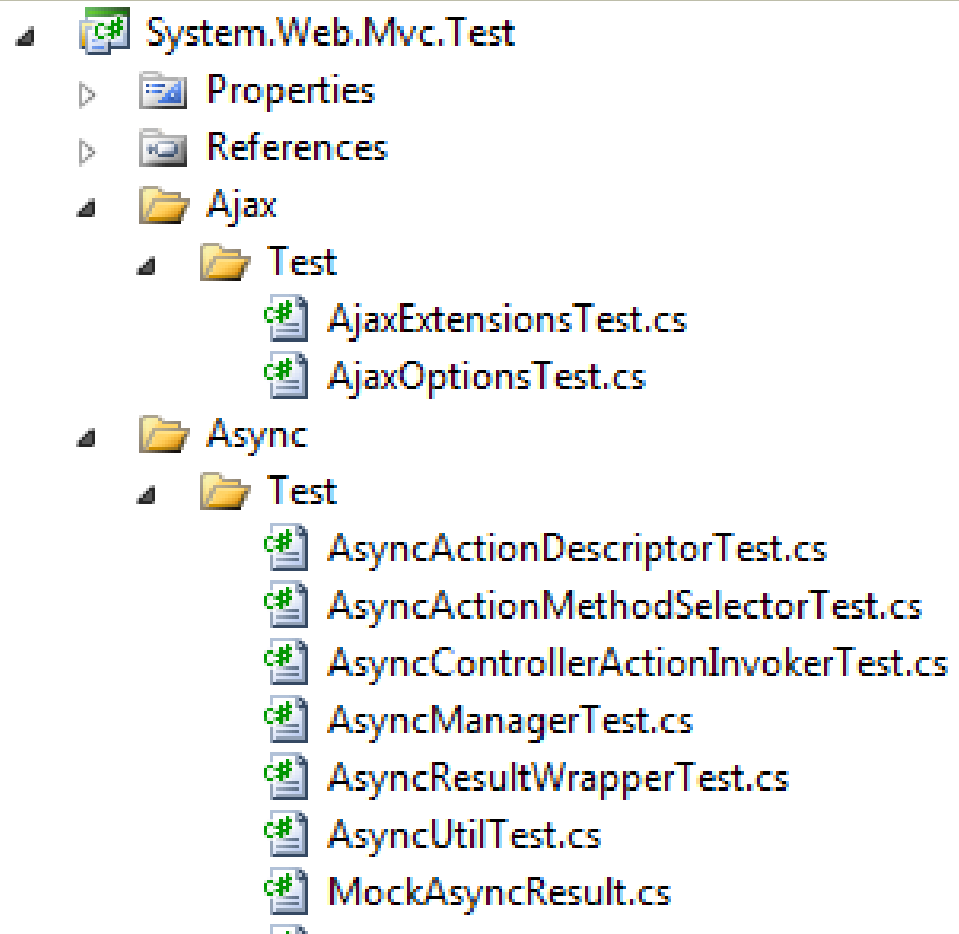 System.Web.Mvc.Test
Properties
References
Ajax
Test
AjaxExtensionsTest.cs
AjaxOptionsTest.cs
Async
Test
AsyncActionDescriptorTest.cs
AsyncActionMethodSelectorTest.cs
AsyncControllerActionInvokerTest.cs
AsyncManagerTest.cs
AsyncResultWrapperTest.cs
AsyncUtilTest.cs
MockAsyncResult.cs